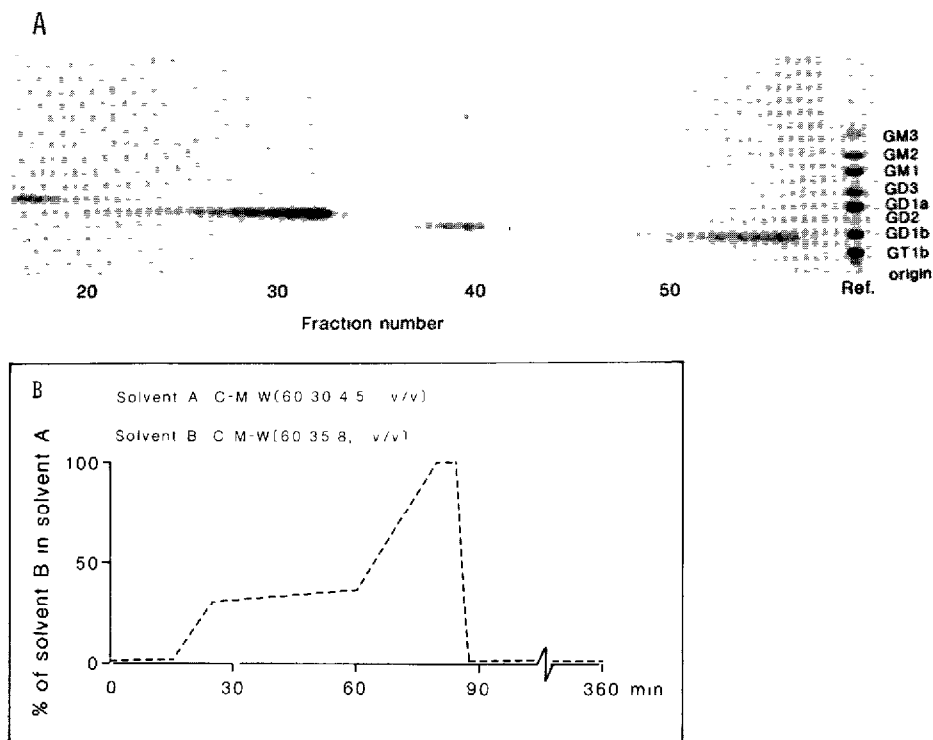 A
GM3
GM2
GM1
GD3
GD1a
GD2
GD1b
GT1b
origin
20 30 40 50 Ref.
Fraction number
B
Solvent A C-M W(60 30 4 5 v/v)
Solvent B C M-W(60 35 8, v/v)
% of solvent B in solvent A
100
50
0
0 30 60 90 360 min